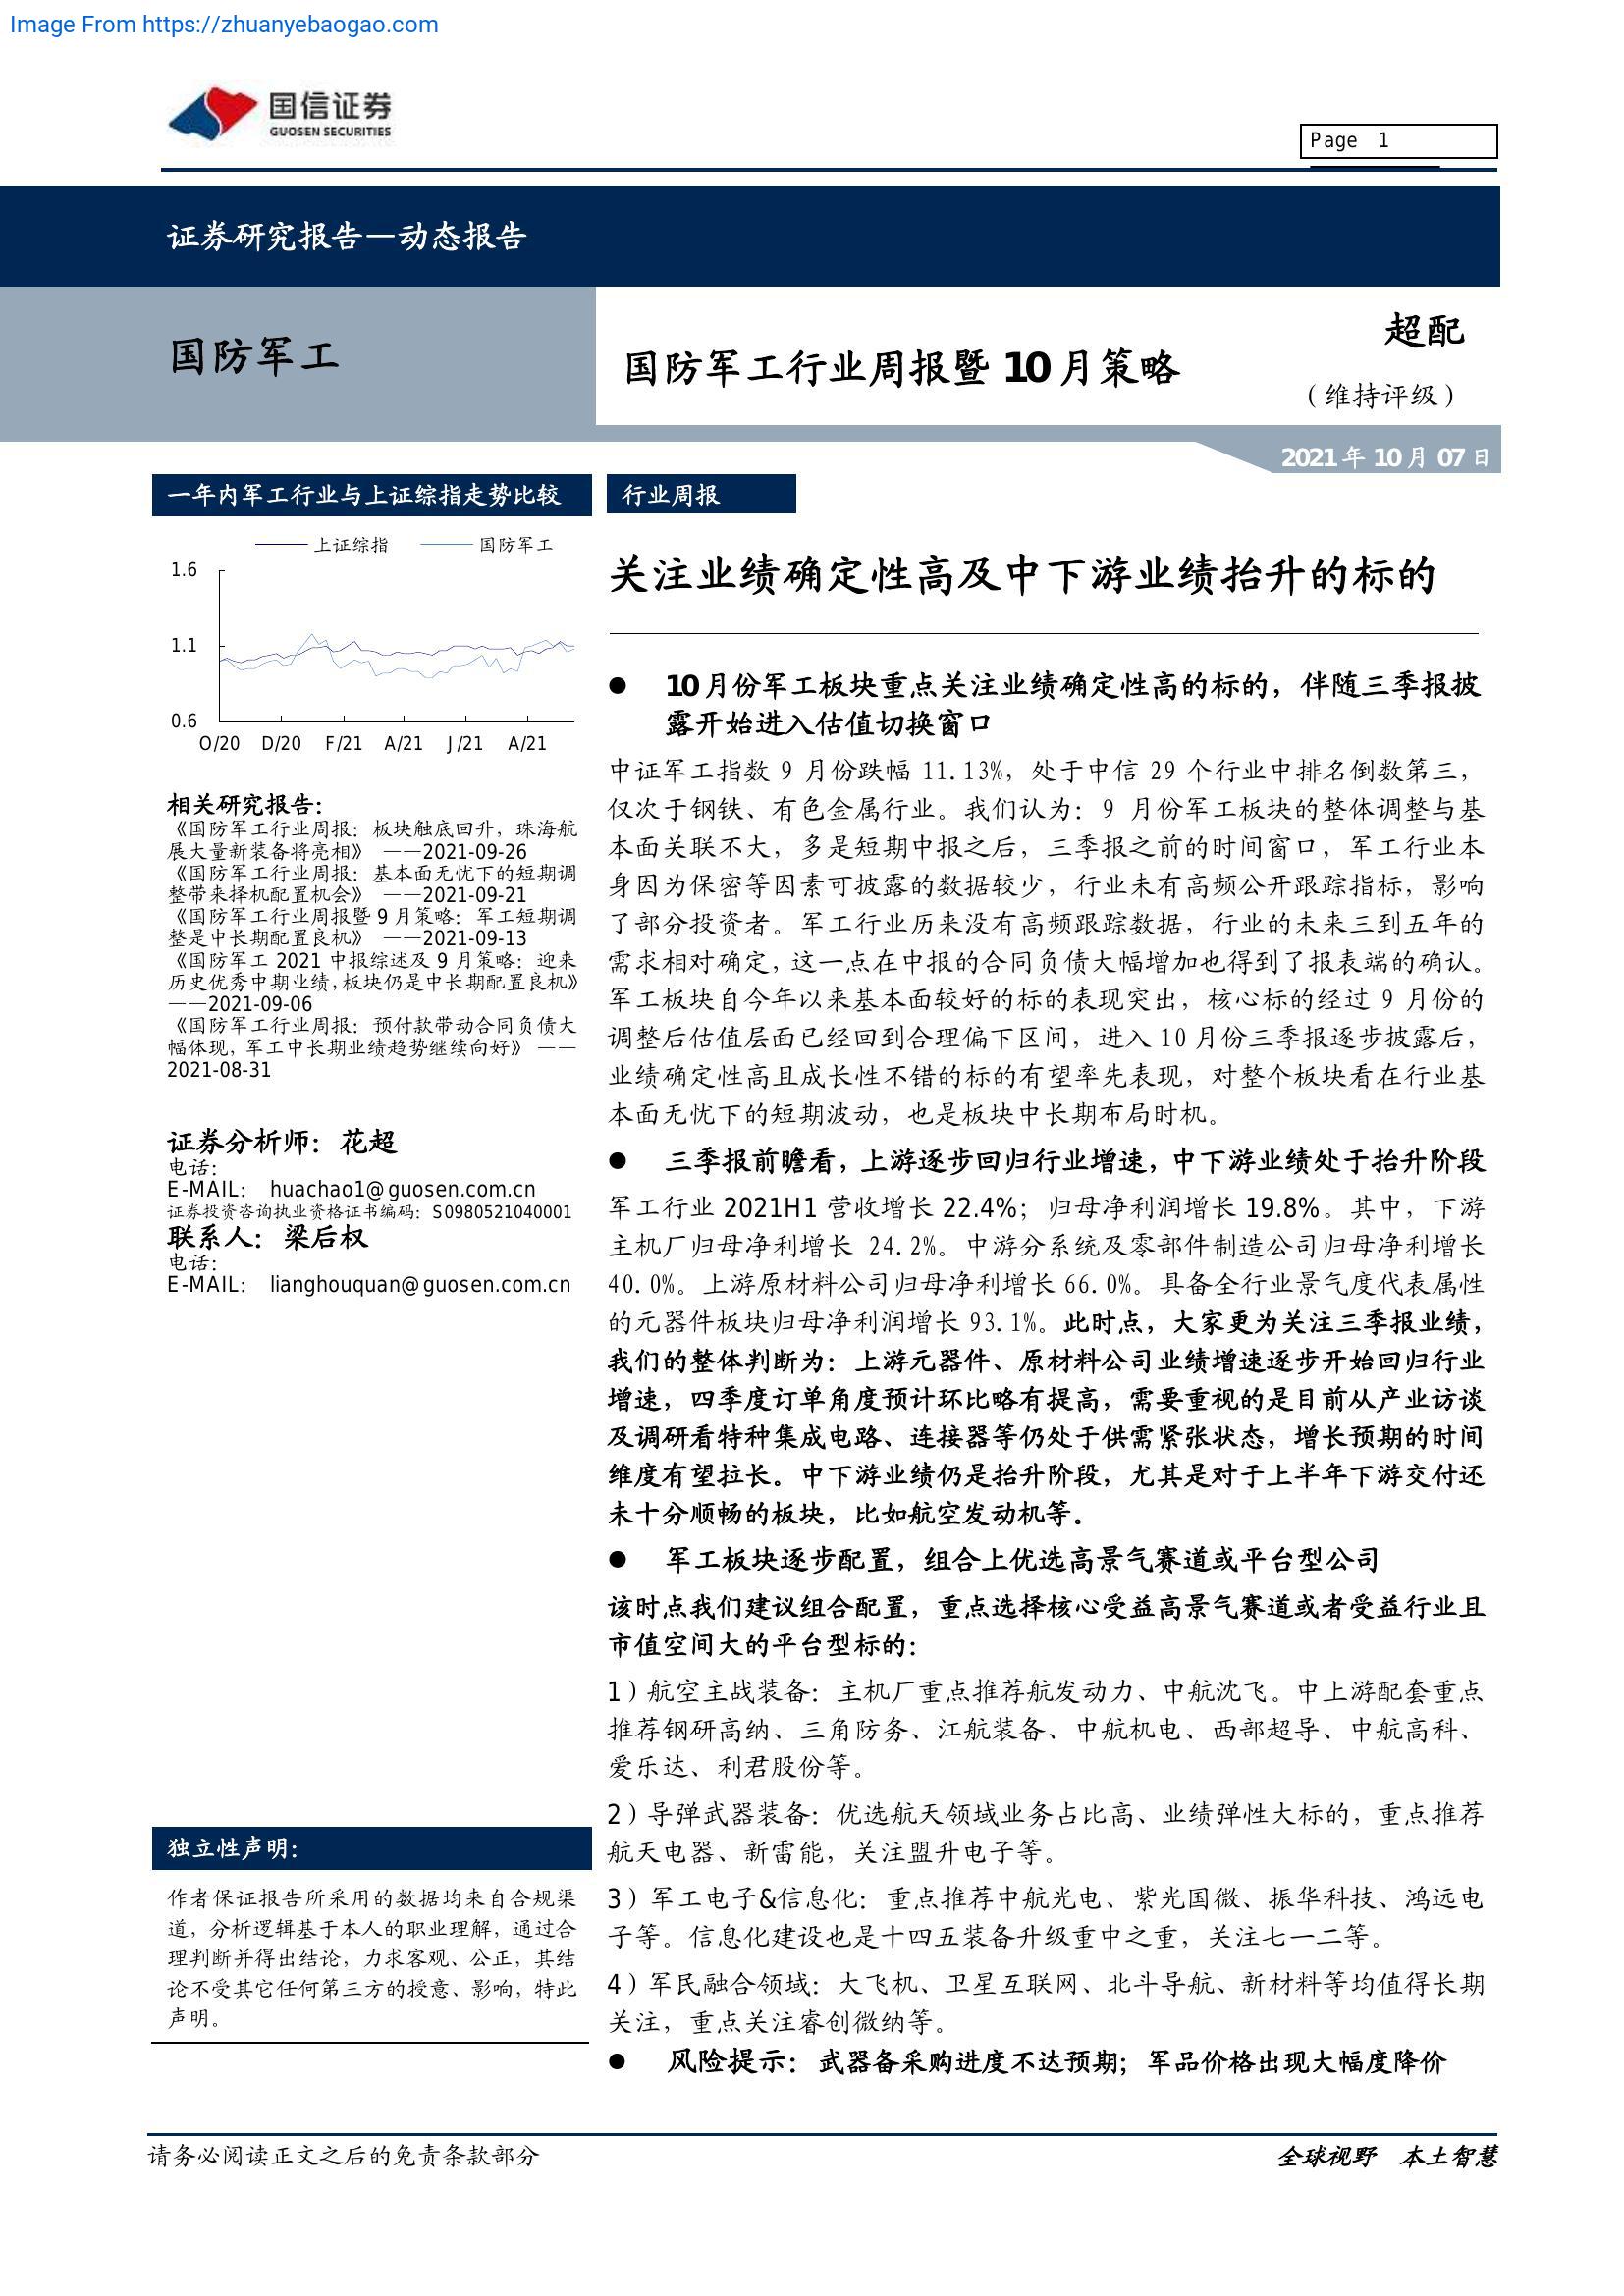 Image From https://zhuanyebaogao.com
国信证券
GUOSEN SECURITIES
Page 1
证券研究报告—动态报告
国防军工
国防军工行业周报暨 10 月策略
超配
（维持评级）
2021 年 10 月 07 日
一年内军工行业与上证综指走势比较
上证综指 国防军工
1.6
1.1
0.6
O/20 D/20 F/21 A/21 J/21 A/21
相关研究报告：
《国防军工行业周报：板块触底回升，珠海航
展大量新装备将亮相》 ——2021-09-26
《国防军工行业周报：基本面无忧下的短期调
整带来择机配置机会》 ——2021-09-21
《国防军工行业周报暨 9 月策略：军工短期调
整是中长期配置良机》 ——2021-09-13
《国防军工 2021 中报综述及 9 月策略：迎来
历史优秀中期业绩，板块仍是中长期配置良机》
——2021-09-06
《国防军工行业周报：预付款带动合同负债大
幅体现，军工中长期业绩趋势继续向好》 ——
2021-08-31
证券分析师：花超
电话：
E-MAIL： huachao1@guosen.com.cn
证券投资咨询执业资格证书编码：S0980521040001
联系人：梁后权
电话：
E-MAIL： lianghouquan@guosen.com.cn
独立性声明：
作者保证报告所采用的数据均来自合规渠
道，分析逻辑基于本人的职业理解，通过合
理判断并得出结论，力求客观、公正，其结
论不受其它任何第三方的授意、影响，特此
声明。
行业周报
关注业绩确定性高及中下游业绩抬升的标的
● 10 月份军工板块重点关注业绩确定性高的标的，伴随三季报披
露开始进入估值切换窗口
中证军工指数 9 月份跌幅 11.13%，处于中信 29 个行业中排名倒数第三，
仅次于钢铁、有色金属行业。我们认为：9 月份军工板块的整体调整与基
本面关联不大，多是短期中报之后，三季报之前的时间窗口，军工行业本
身因为保密等因素可披露的数据较少，行业未有高频公开跟踪指标，影响
了部分投资者。军工行业历来没有高频跟踪数据，行业的未来三到五年的
需求相对确定，这一点在中报的合同负债大幅增加也得到了报表端的确认。
军工板块自今年以来基本面较好的标的表现突出，核心标的经过 9 月份的
调整后估值层面已经回到合理偏下区间，进入 10 月份三季报逐步披露后，
业绩确定性高且成长性不错的标的有望率先表现，对整个板块看在行业基
本面无忧下的短期波动，也是板块中长期布局时机。
● 三季报前瞻看，上游逐步回归行业增速，中下游业绩处于抬升阶段
军工行业 2021H1 营收增长 22.4%；归母净利润增长 19.8%。其中，下游
主机厂归母净利增长 24.2%。中游分系统及零部件制造公司归母净利增长
40.0%。上游原材料公司归母净利增长 66.0%。具备全行业景气度代表属性
的元器件板块归母净利润增长 93.1%。此时点，大家更为关注三季报业绩，
我们的整体判断为：上游元器件、原材料公司业绩增速逐步开始回归行业
增速，四季度订单角度预计环比略有提高，需要重视的是目前从产业访谈
及调研看特种集成电路、连接器等仍处于供需紧张状态，增长预期的时间
维度有望拉长。中下游业绩仍是抬升阶段，尤其是对于上半年下游交付还
未十分顺畅的板块，比如航空发动机等。
● 军工板块逐步配置，组合上优选高景气赛道或平台型公司
该时点我们建议组合配置，重点选择核心受益高景气赛道或者受益行业且
市值空间大的平台型标的：
1）航空主战装备：主机厂重点推荐航发动力、中航沈飞。中上游配套重点
推荐钢研高纳、三角防务、江航装备、中航机电、西部超导、中航高科、
爱乐达、利君股份等。
2）导弹武器装备：优选航天领域业务占比高、业绩弹性大标的，重点推荐
航天电器、新雷能，关注盟升电子等。
3）军工电子&信息化：重点推荐中航光电、紫光国微、振华科技、鸿远电
子等。信息化建设也是十四五装备升级重中之重，关注七一二等。
4）军民融合领域：大飞机、卫星互联网、北斗导航、新材料等均值得长期
关注，重点关注睿创微纳等。
● 风险提示：武器备采购进度不达预期；军品价格出现大幅度降价
请务必阅读正文之后的免责条款部分
全球视野 本土智慧